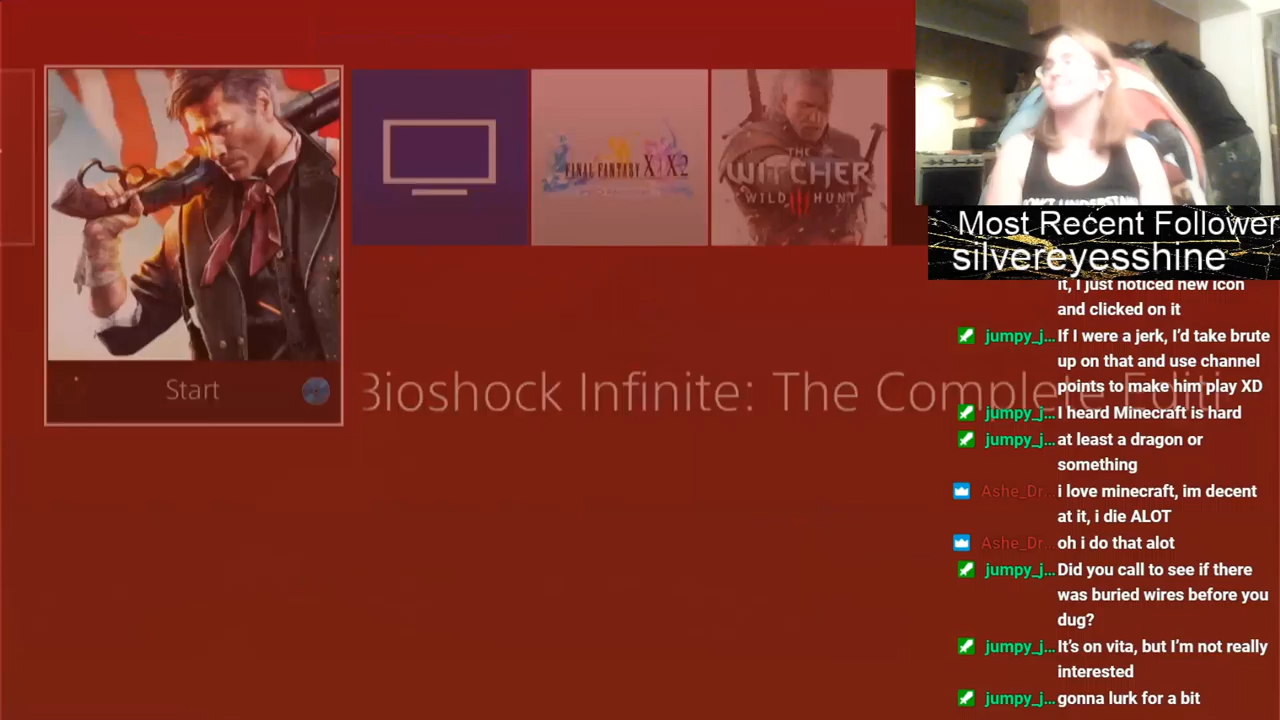 FINAL FANTASY X/X2
THE
WITCHER
WILD HUNT
Start
Bioshock Infinite: The Complete Editi
DON'T UNDERSTAND
Most Recent Follower
silvereyesshine
it, I just noticed new icon
and clicked on it
jumpy_j... If I were a jerk, I'd take brute
up on that and use channel
points to make him play XD
jumpy_j... I heard Minecraft is hard
jumpy_j... at least a dragon or
something
Ashe_Dr... i love minecraft, im decent
at it, i die ALOT
Ashe_Dr... oh i do that alot
jumpy_j... Did you call to see if there
was buried wires before you
dug?
jumpy_j... It's on vita, but I'm not really
interested
jumpy_j... gonna lurk for a bit